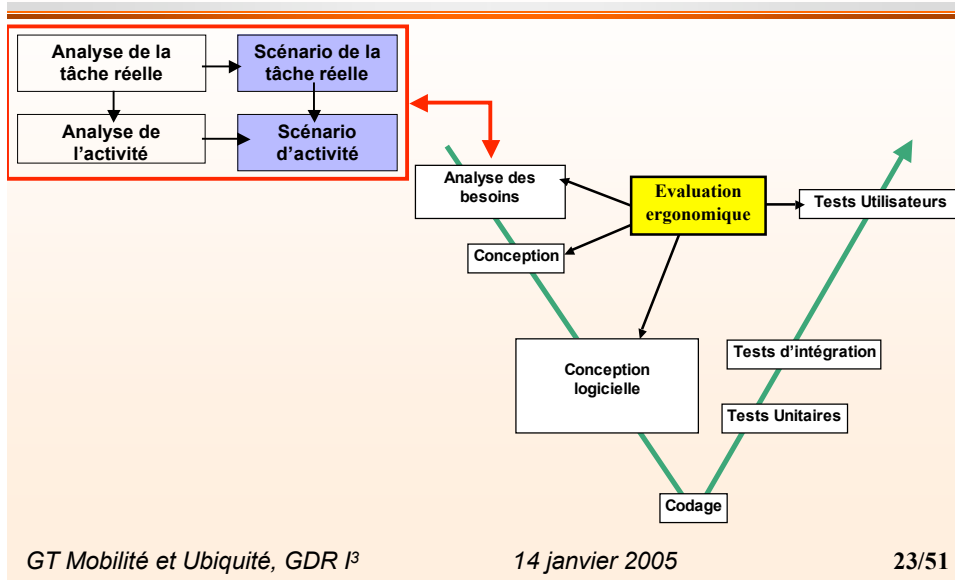 Analyse de la
tâche réelle
Scénario de la
tâche réelle
Analyse de
l’activité
Scénario
d’activité
Analyse des
besoins
Evaluation
ergonomique
Tests Utilisateurs
Conception
Conception
logicielle
Tests d’intégration
Tests Unitaires
Codage
GT Mobilité et Ubiquité, GDR I³
14 janvier 2005
23/51